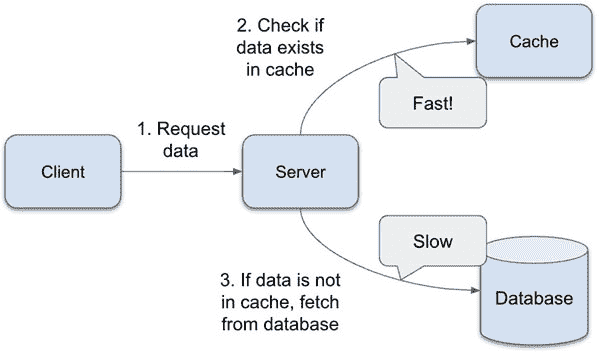 2. Check if
data exists
in cache
Cache
Fast!
1. Request
data
Client
Server
Slow
3. If data is not
in cache, fetch
from database
Database